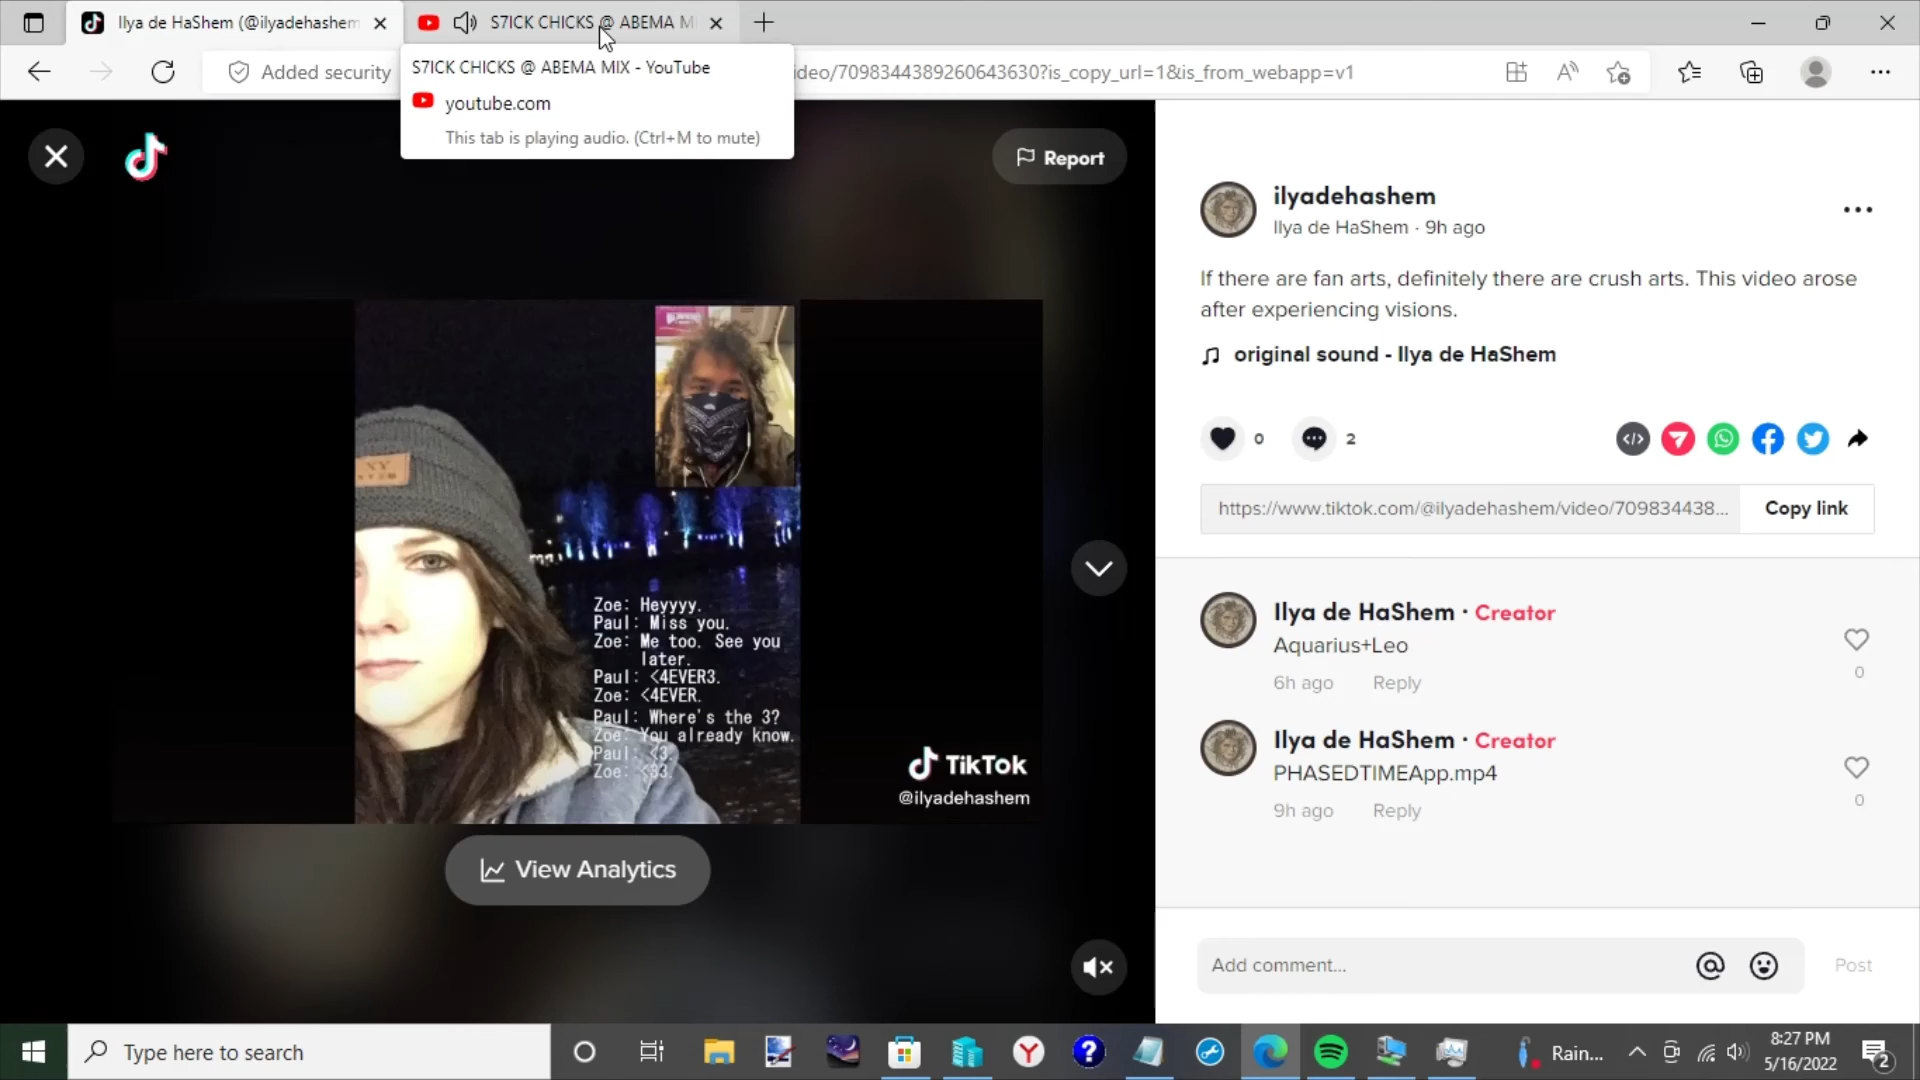 Ilya de HaShem (@ilyadehashem
S7ICK CHICKS @ ABEMA M
S7ICK CHICKS @ ABEMA MIX - YouTube
youtube.com
This tab is playing audio. (Ctrl+M to mute)
Added security
ideo/7098344389260643630?is_copy_url=1&is_from_webapp=v1
Report
ilyadehashem
Ilya de HaShem · 9h ago
If there are fan arts, definitely there are crush arts. This video arose
after experiencing visions.
original sound - Ilya de HaShem
0
2
https://www.tiktok.com/@ilyadehashem/video/709834438...
Copy link
NY
Zoe: Heyyyy.
Paul: Miss you.
Zoe: Me too. See you
later.
Paul: <4EVER3.
Zoe: <4EVER.
Paul: Where's the 3?
Zoe: You already know.
Paul: <3.
Zoe: <33.
TikTok
@ilyadehashem
View Analytics
Ilya de HaShem · Creator
Aquarius+Leo
6h ago Reply
0
Ilya de HaShem · Creator
PHASEDTIMEApp.mp4
9h ago Reply
0
Add comment...
Post
Type here to search
Rain...
8:27 PM
5/16/2022
2